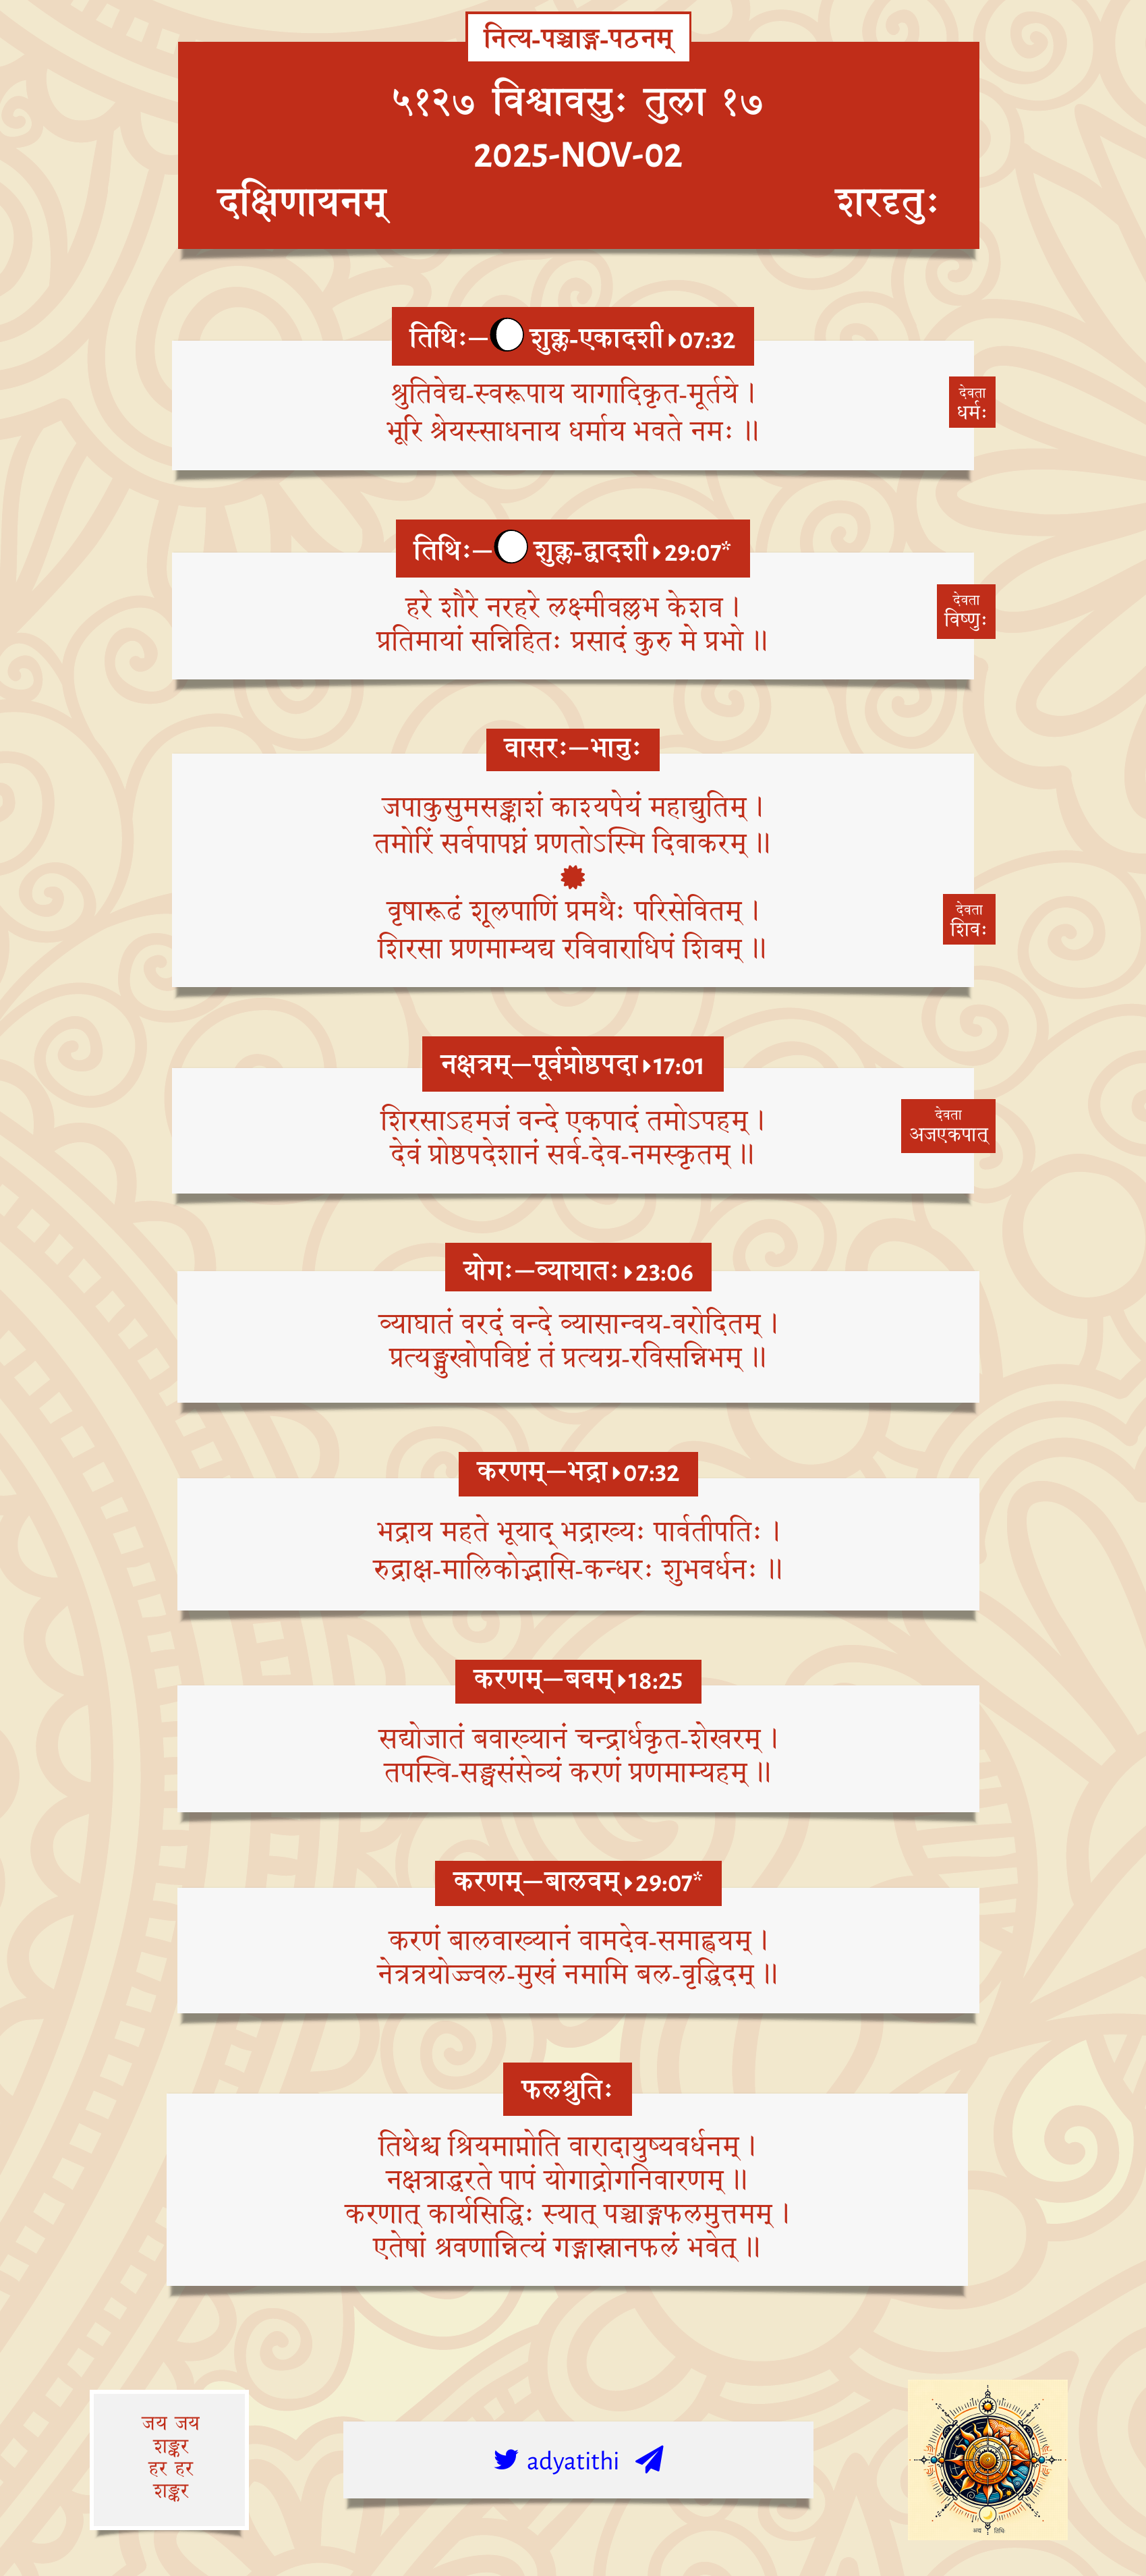 नित्य-पञ्चाङ्ग-पठनम्
५१२७ विश्वावसुः तुला १७
2025-NOV-02
दक्षिणायनम्
शरदृतुः
तिथिः—शुक्ल-एकादशी 07:32
देवता
धर्मः
श्रुतिवेद्य-स्वरूपाय यागादिकृत-मूर्तये ।
भूरि श्रेयस्साधनाय धर्माय भवते नमः ॥
तिथिः—शुक्ल-द्वादशी 29:07*
देवता
विष्णुः
हरे शौरे नरहरे लक्ष्मीवल्लभ केशव ।
प्रतिमायां सन्निहितः प्रसादं कुरु मे प्रभो ॥
वासरः—भानुः
जपाकुसुमसङ्काशं काश्यपेयं महाद्युतिम् ।
तमोरिं सर्वपापघ्नं प्रणतोऽस्मि दिवाकरम् ॥
देवता
शिवः
वृषारूढं शूलपाणिं प्रमथैः परिसेवितम् ।
शिरसा प्रणमाम्यद्य रविवाराधिपं शिवम् ॥
नक्षत्रम्—पूर्वप्रोष्ठपदा 17:01
देवता
अजएकपात्
शिरसाऽहमजं वन्दे एकपादं तमोऽपहम् ।
देवं प्रोष्ठपदेशानं सर्व-देव-नमस्कृतम् ॥
योगः—व्याघातः 23:06
व्याघातं वरदं वन्दे व्यासान्वय-वरोदितम् ।
प्रत्यङ्मुखोपविष्टं तं प्रत्यग्र-रविसन्निभम् ॥
करणम्—भद्रा 07:32
भद्राय महते भूयाद् भद्राख्यः पार्वतीपतिः ।
रुद्राक्ष-मालिकोद्भासि-कन्धरः शुभवर्धनः ॥
करणम्—बवम् 18:25
सद्योजातं बवाख्यानं चन्द्रार्धकृत-शेखरम् ।
तपस्वि-सङ्घसंसेव्यं करणं प्रणमाम्यहम् ॥
करणम्—बालवम् 29:07*
करणं बालवाख्यानं वामदेव-समाह्वयम् ।
नेत्रत्रयोज्ज्वल-मुखं नमामि बल-वृद्धिदम् ॥
फलश्रुतिः
तिथेश्च श्रियमाप्नोति वारादायुष्यवर्धनम् ।
नक्षत्राद्धरते पापं योगाद्रोगनिवारणम् ॥
करणात् कार्यसिद्धिः स्यात् पञ्चाङ्गफलमुत्तमम् ।
एतेषां श्रवणान्नित्यं गङ्गास्नानफलं भवेत् ॥
जय जय
शङ्कर
हर हर
शङ्कर
adyatithi
अद्य तिथिः